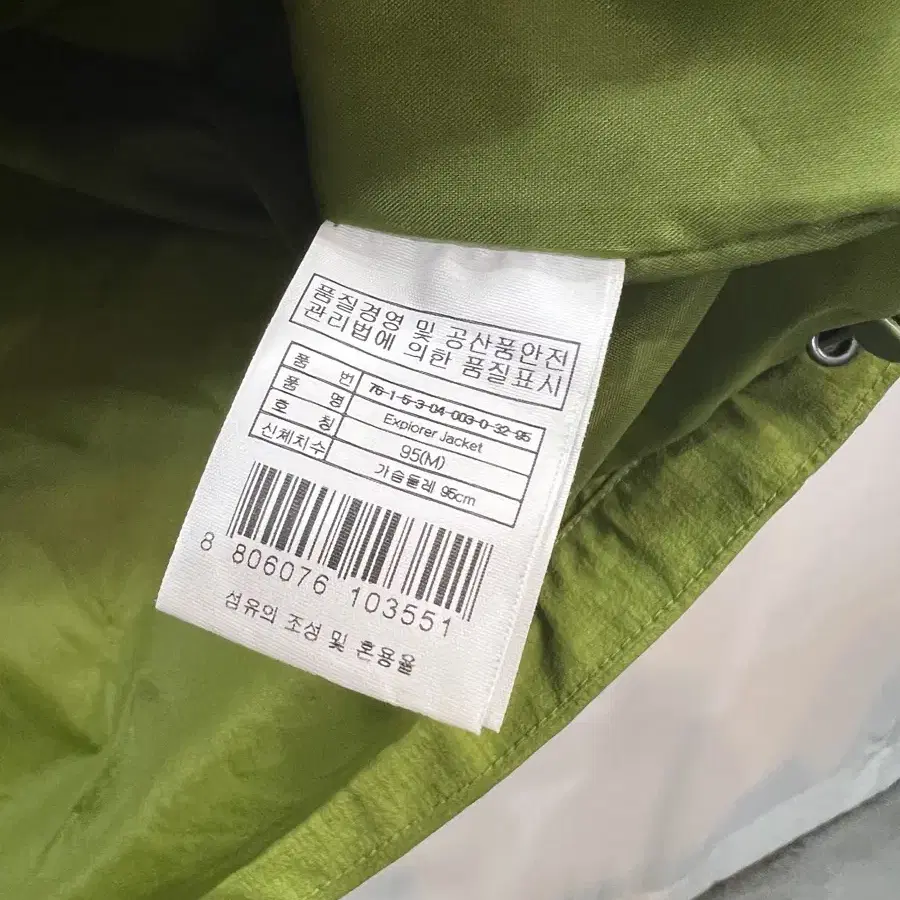 품질경영 및 공산품안전
관리법에 의한 품질표시
품 번 76-1-5-3-04-003-0-32-95
품 명 Explorer Jacket
호 칭 95(M)
신체치수 가슴둘레 95cm
8 806076 103551
섬유의 조성 및 혼용율